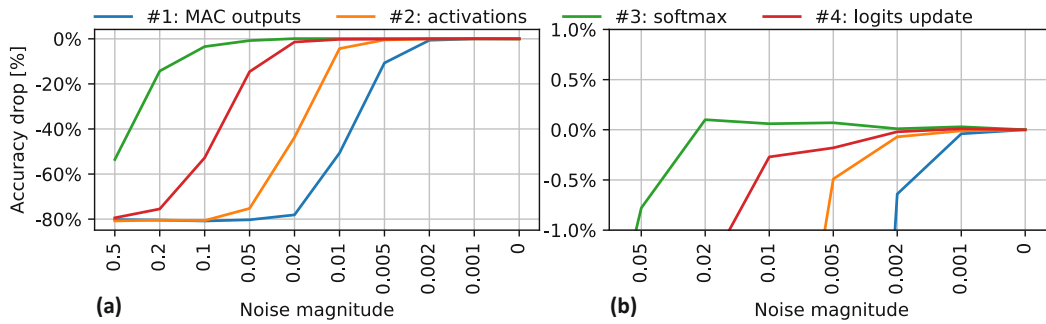 #1: MAC outputs #2: activations #3: softmax #4: logits update
Accuracy drop [%]
0%
-20%
-40%
-60%
-80%
0.5 0.2 0.1 0.05 0.02 0.01 0.005 0.002 0.001 0
(a) Noise magnitude
1.0%
0.5%
0.0%
-0.5%
-1.0%
0.05 0.02 0.01 0.005 0.002 0.001 0
(b) Noise magnitude